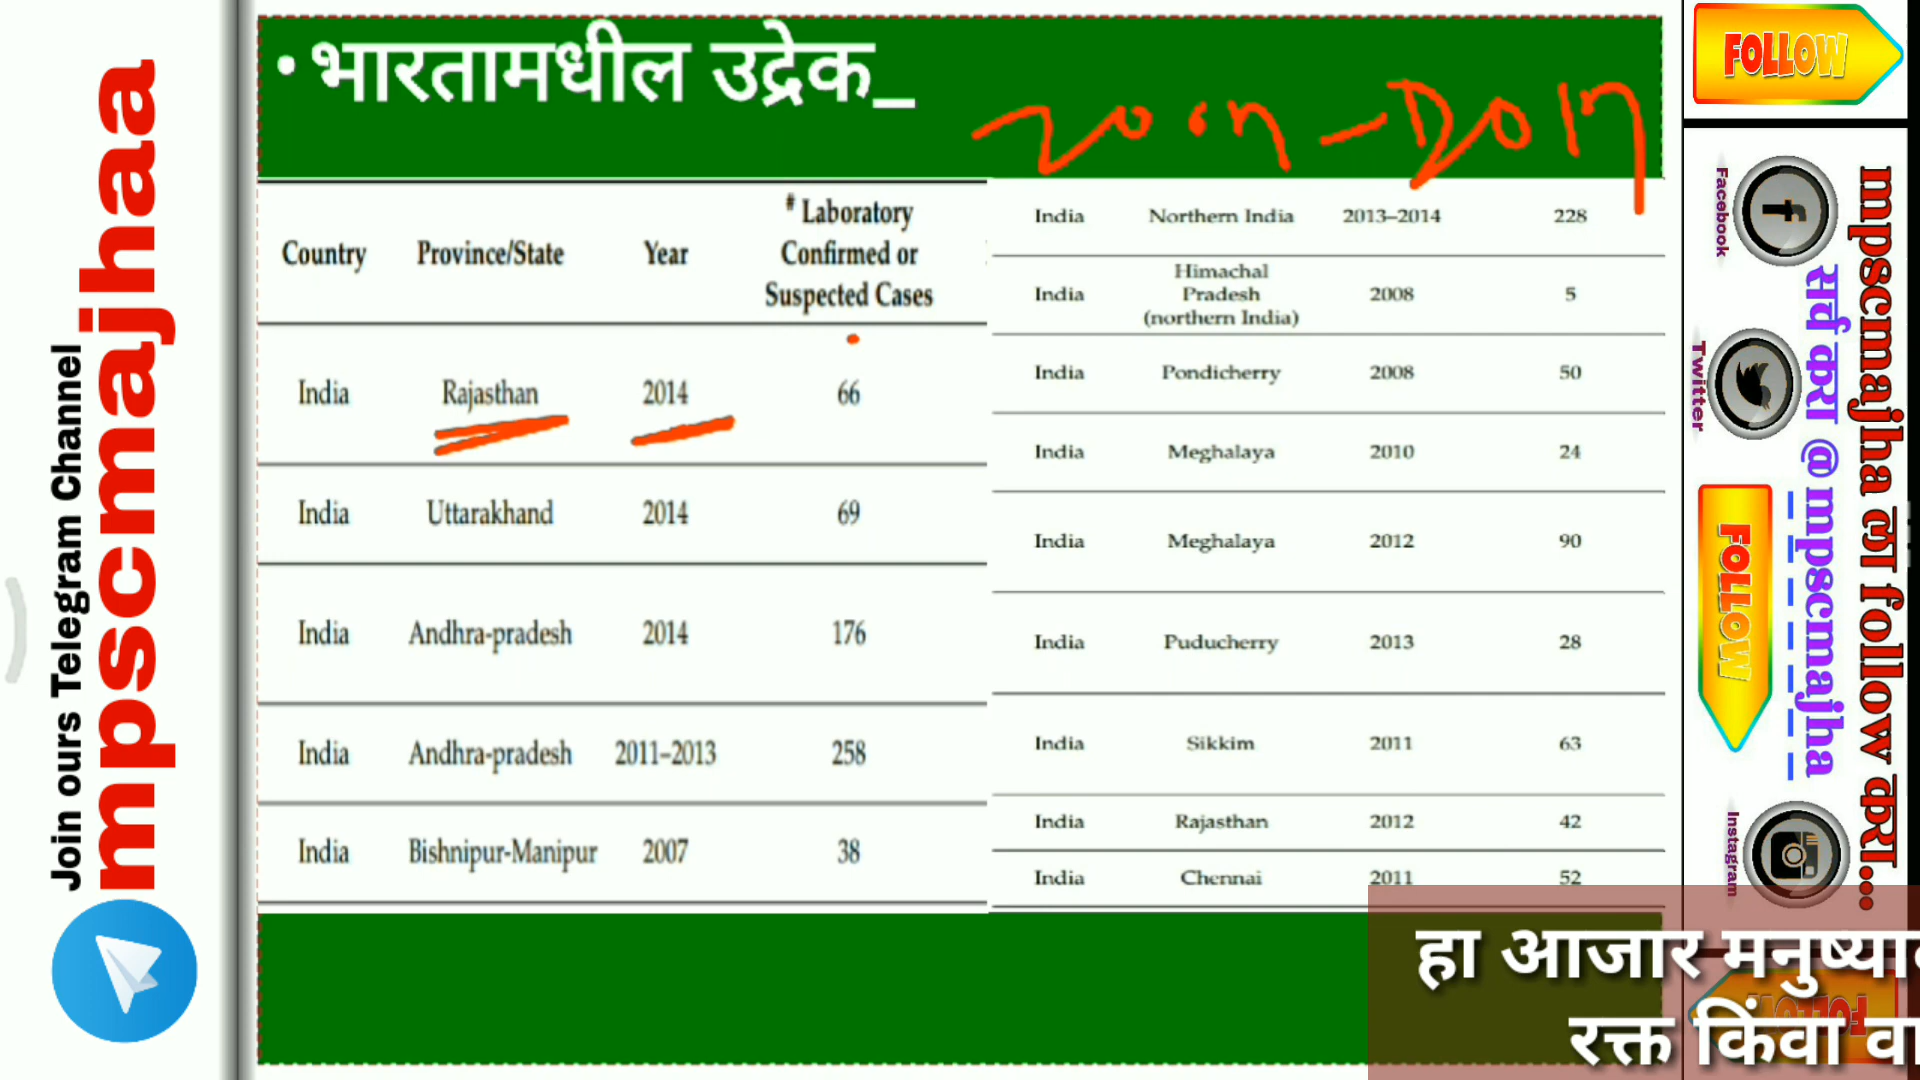 Join ours Telegram Channel
mpscmajhaa
• भारतामधील उद्रेक_
Country Province/State Year # Laboratory Confirmed or Suspected Cases
India Rajasthan 2014 66
India Uttarakhand 2014 69
India Andhra-pradesh 2014 176
India Andhra-pradesh 2011–2013 258
India Bishnipur-Manipur 2007 38
India Northern India 2013–2014 228
India Himachal Pradesh (northern India) 2008 5
India Pondicherry 2008 50
India Meghalaya 2010 24
India Meghalaya 2012 90
India Puducherry 2013 28
India Sikkim 2011 63
India Rajasthan 2012 42
India Chennai 2011 52
FOLLOW
Facebook
Twitter
FOLLOW
Instagram
mpscmajha ला follow करा...
सर्च करा @mpscmajha
हा आजार
रक्त किंवा